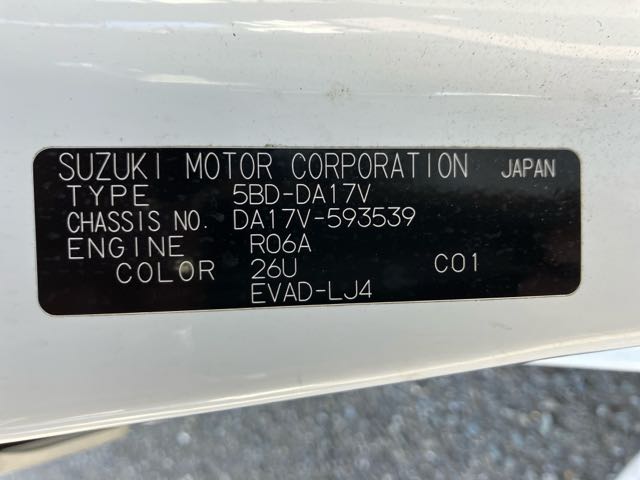 SUZUKI MOTOR CORPORATION JAPAN
TYPE 5BD-DA17V
CHASSIS NO. DA17V-593539
ENGINE R06A
COLOR 26U C01
EVAD-LJ4